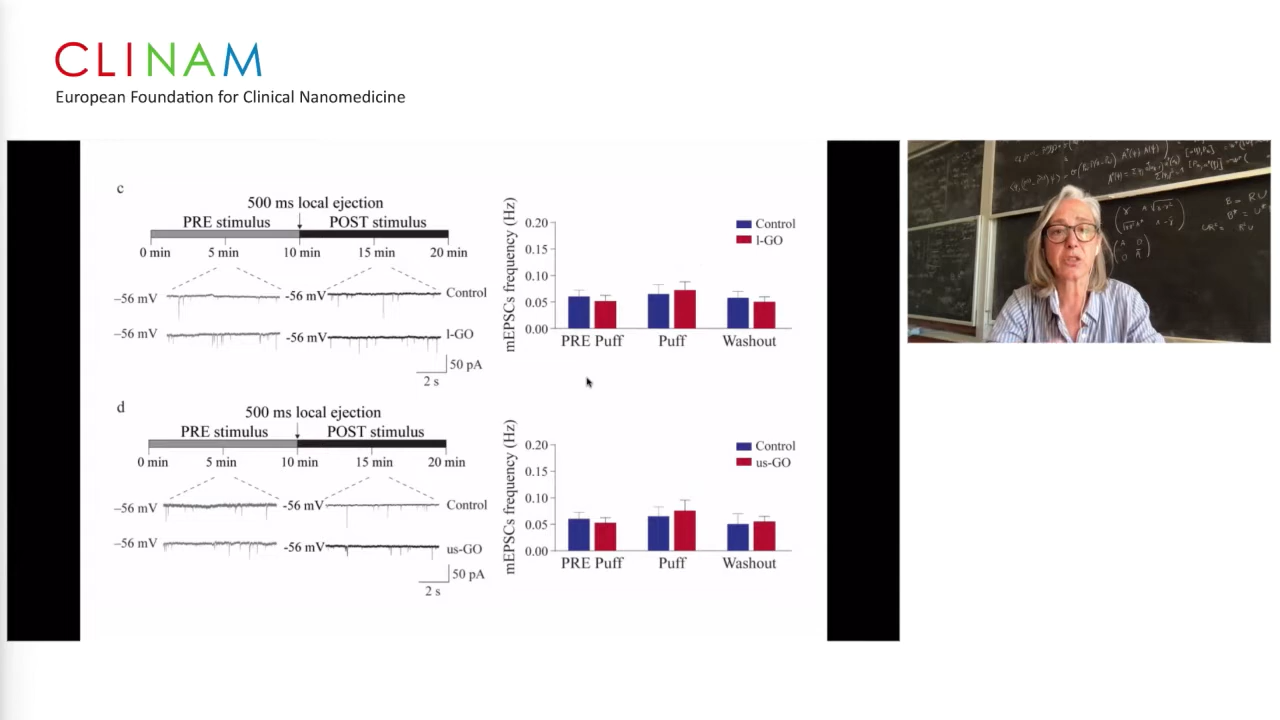 CLINAM
European Foundation for Clinical Nanomedicine
c
500 ms local ejection
PRE stimulus POST stimulus
0 min 5 min 10 min 15 min 20 min
–56 mV -56 mV Control
–56 mV -56 mV l-GO
50 pA
2 s
mEPSCs frequency (Hz)
0.20
0.15
0.10
0.05
0.00
PRE Puff Puff Washout
Control
l-GO
d
500 ms local ejection
PRE stimulus POST stimulus
0 min 5 min 10 min 15 min 20 min
–56 mV -56 mV Control
–56 mV -56 mV us-GO
50 pA
2 s
mEPSCs frequency (Hz)
0.20
0.15
0.10
0.05
0.00
PRE Puff Puff Washout
Control
us-GO